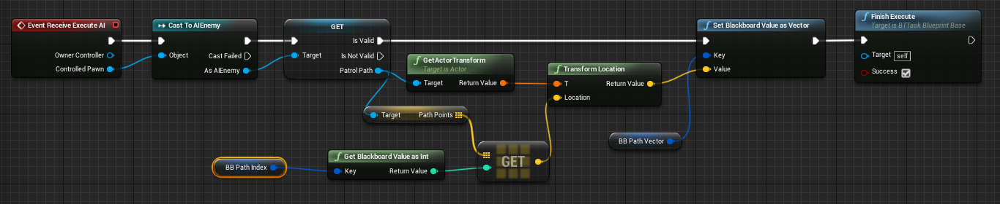 Event Receive Execute AI
Owner Controller
Controlled Pawn
Cast To AIEnemy
Object
Cast Failed
As AIEnemy
GET
Is Valid
Target
Is Not Valid
Patrol Path
GetActorTransform
Target is Actor
Target
Return Value
Target
Path Points
BB Path Index
Get Blackboard Value as Int
Key
Return Value
GET
Transform Location
T
Return Value
Location
BB Path Vector
Set Blackboard Value as Vector
Key
Value
Finish Execute
Target is BTTask Blueprint Base
Target self
Success